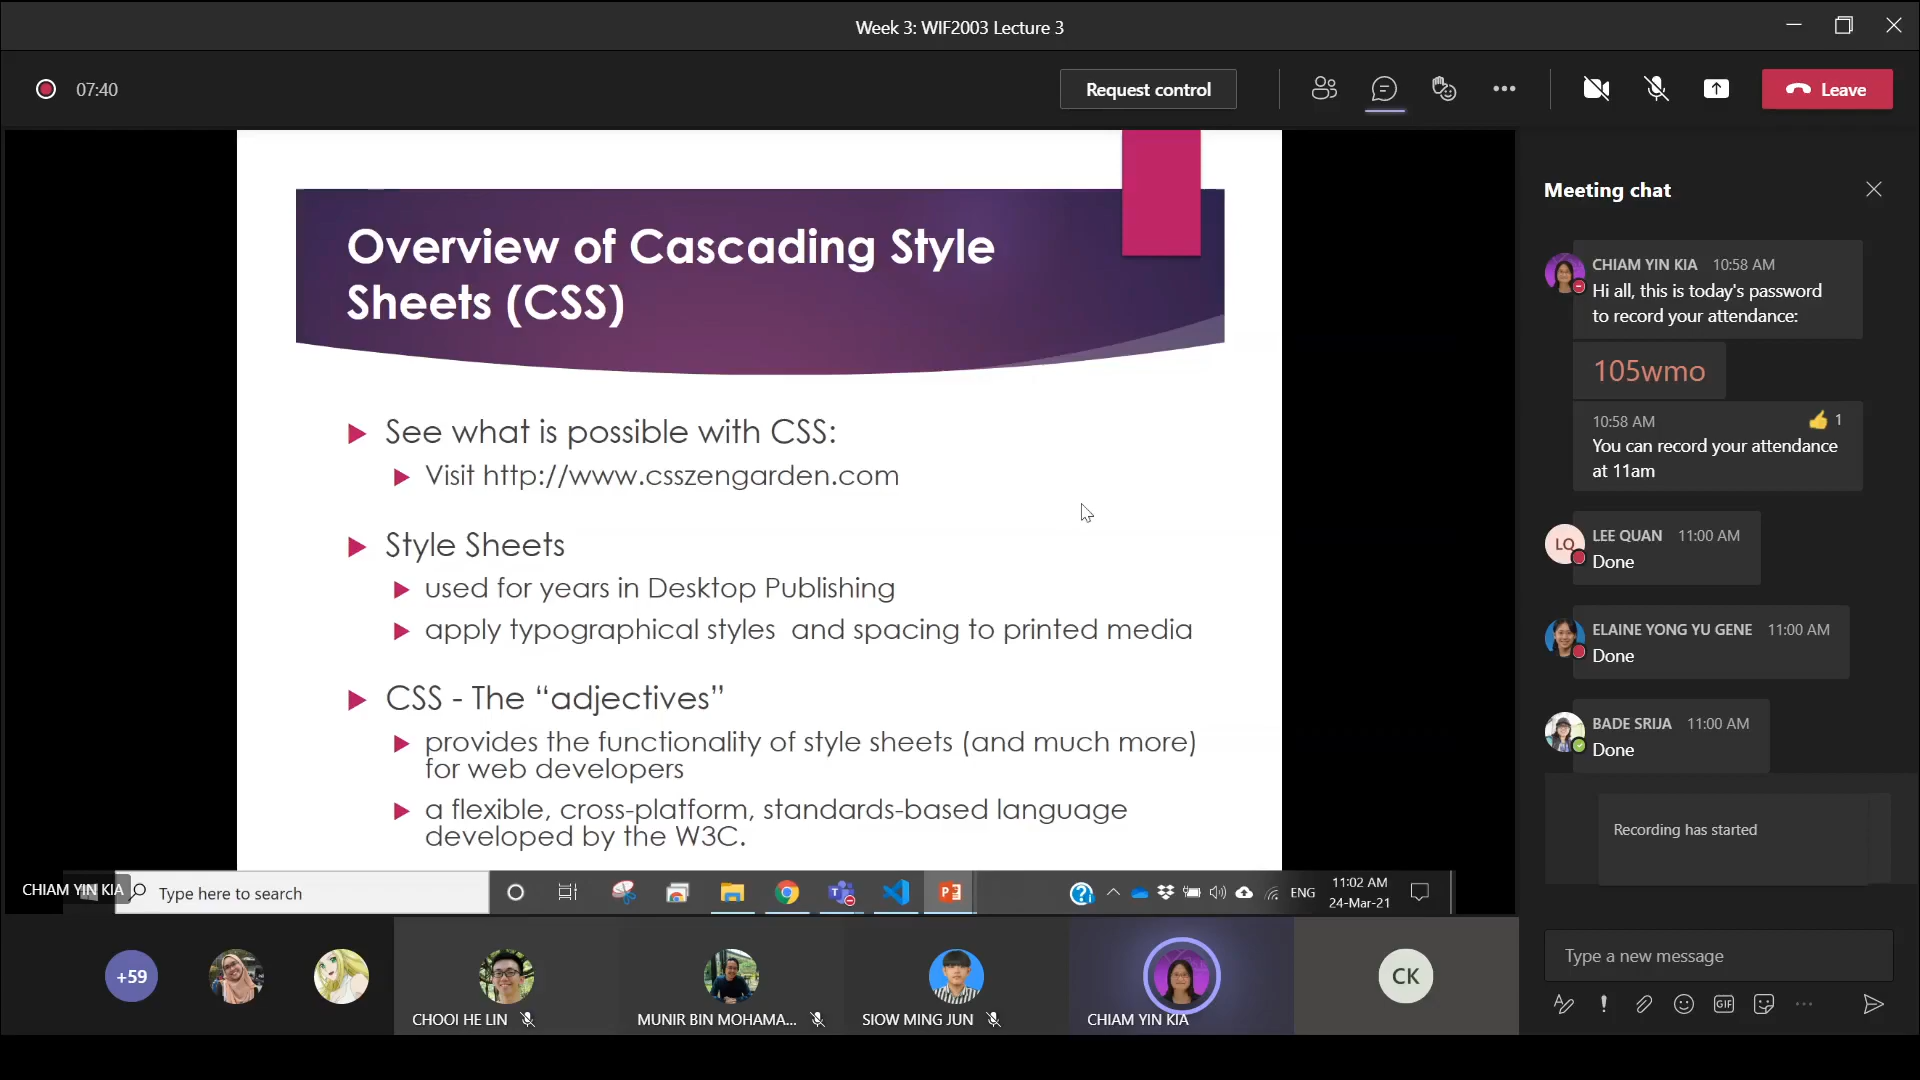 Week 3: WIF2003 Lecture 3
07:40
Request control
Leave
Overview of Cascading Style
Sheets (CSS)
See what is possible with CSS:
Visit http://www.csszengarden.com
Style Sheets
used for years in Desktop Publishing
apply typographical styles and spacing to printed media
CSS - The “adjectives”
provides the functionality of style sheets (and much more)
for web developers
a flexible, cross-platform, standards-based language
developed by the W3C.
CHIAM YIN KIA
Type here to search
ENG
11:02 AM
24-Mar-21
+59
CHOOI HE LIN
MUNIR BIN MOHAMA...
SIOW MING JUN
CHIAM YIN KIA
CK
Meeting chat
CHIAM YIN KIA 10:58 AM
Hi all, this is today's password
to record your attendance:
105wmo
10:58 AM
1
You can record your attendance
at 11am
LQ
LEE QUAN 11:00 AM
Done
ELAINE YONG YU GENE 11:00 AM
Done
BADE SRIJA 11:00 AM
Done
Recording has started
Type a new message
GIF